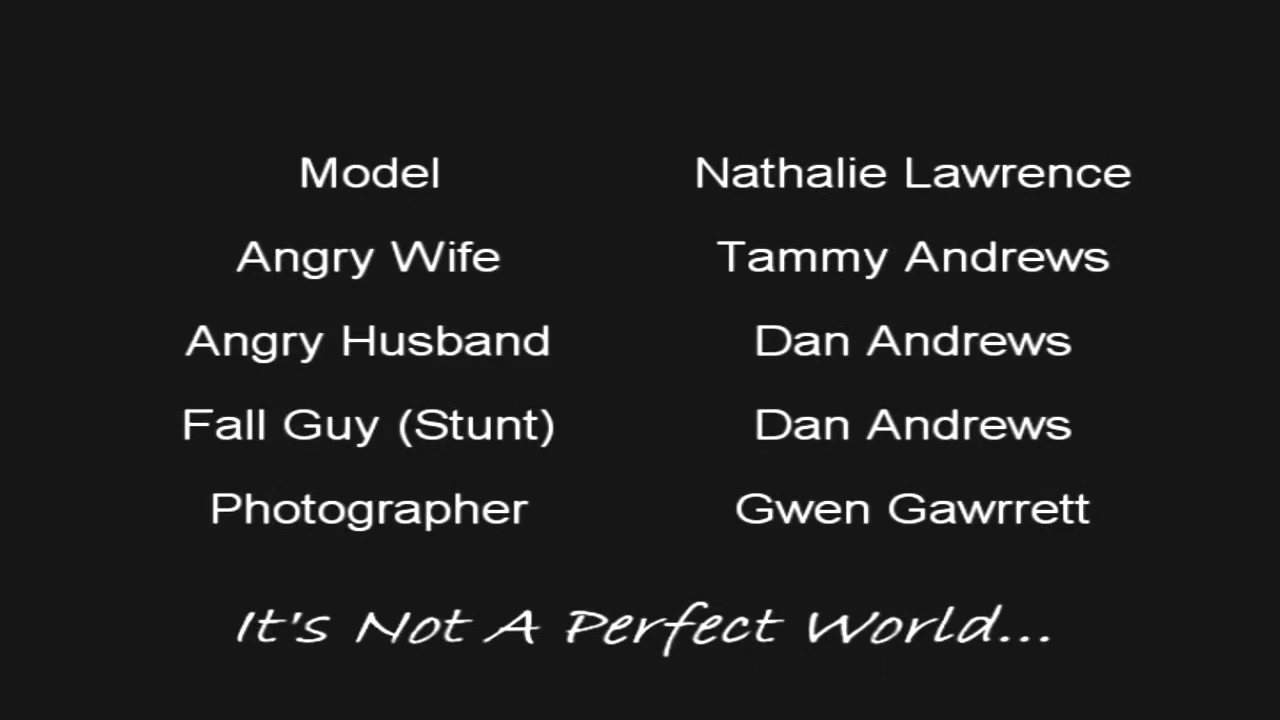 Model Nathalie Lawrence
Angry Wife Tammy Andrews
Angry Husband Dan Andrews
Fall Guy (Stunt) Dan Andrews
Photographer Gwen Gawrrett
It's Not A Perfect World...